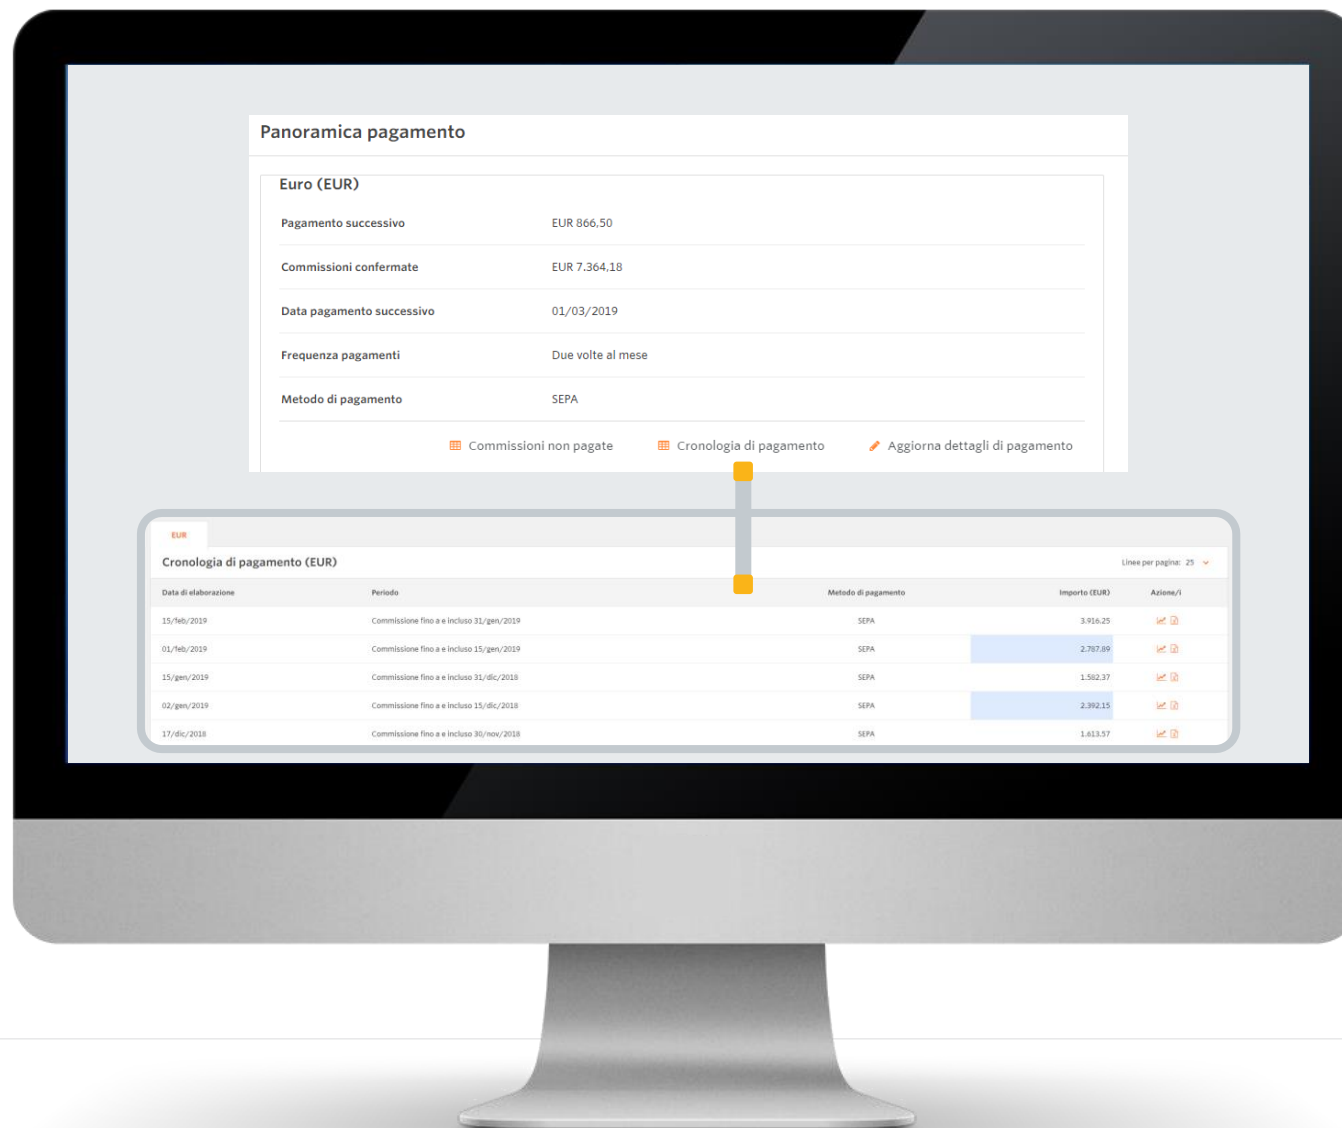 Panoramica pagamento
Euro (EUR)
Pagamento successivo EUR 866,50
Commissioni confermate EUR 7.364,18
Data pagamento successivo 01/03/2019
Frequenza pagamenti Due volte al mese
Metodo di pagamento SEPA
Commissioni non pagate Cronologia di pagamento Aggiorna dettagli di pagamento
EUR
Cronologia di pagamento (EUR) Linee per pagina: 25
Data di elaborazione Periodo Metodo di pagamento Importo (EUR) Azione/i
15/feb/2019 Commissione fino a e incluso 31/gen/2019 SEPA 3.916.25
01/feb/2019 Commissione fino a e incluso 15/gen/2019 SEPA 2.787.89
15/gen/2019 Commissione fino a e incluso 31/dic/2018 SEPA 1.582.37
02/gen/2019 Commissione fino a e incluso 15/dic/2018 SEPA 2.392.15
17/dic/2018 Commissione fino a e incluso 30/nov/2018 SEPA 1.613.57